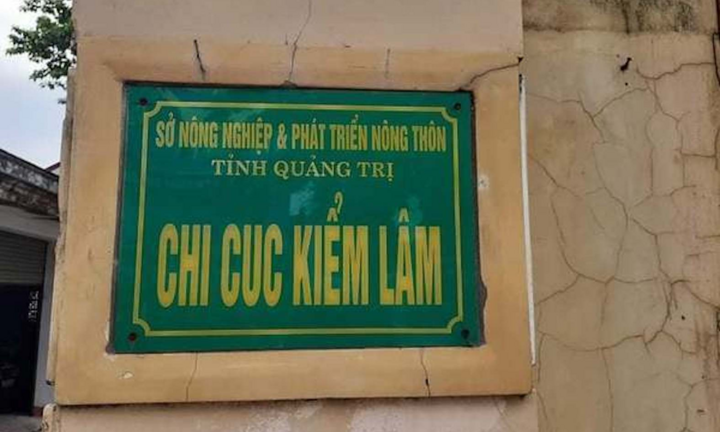 SỞ NÔNG NGHIỆP & PHÁT TRIỂN NÔNG THÔN
TỈNH QUẢNG TRỊ
CHI CUC KIỂM LÂM